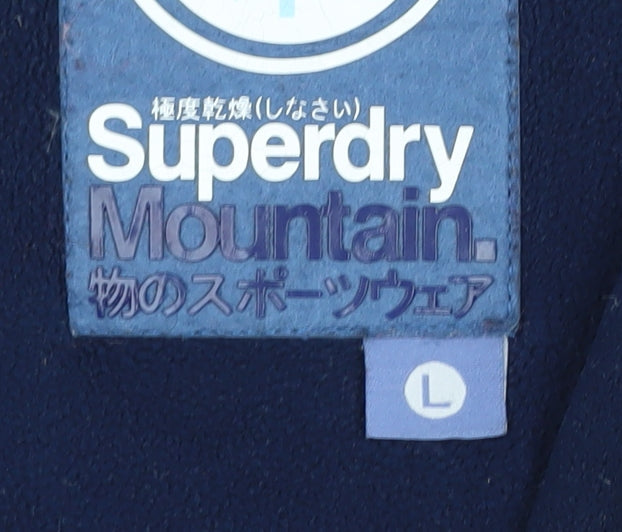 極度乾燥(しなさい)
Superdry
Mountain.
物のスポーツウェア
L